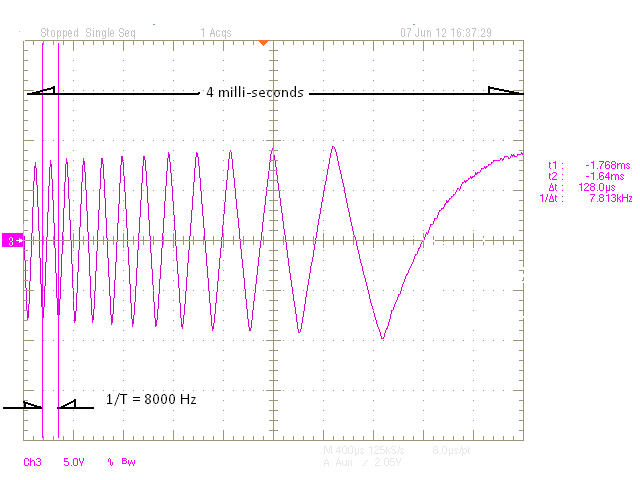 Stopped Single Seq 1 Acqs 07 Jun 12 16:37:29
4 milli-seconds
t1 : -1.768ms
t2 : -1.64ms
Δt : 128.0µs
1/Δt : 7.813kHz
3
1/T = 8000 Hz
Ch3 5.0V % Bw
M 400µs 125kS/s 8.0µs/pt
A Aux ∕ 2.05V